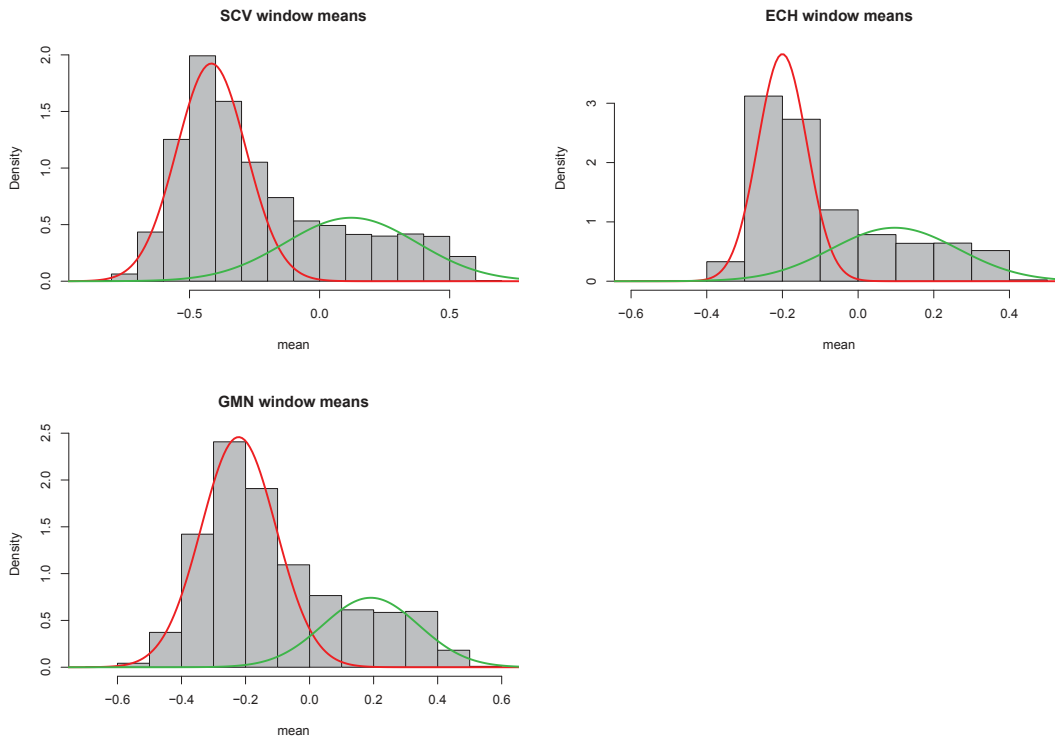 SCV window means
Density
0.0 0.5 1.0 1.5 2.0
−0.5 0.0 0.5
mean
ECH window means
Density
0 1 2 3
−0.6 −0.4 −0.2 0.0 0.2 0.4
mean
GMN window means
Density
0.0 0.5 1.0 1.5 2.0 2.5
−0.6 −0.4 −0.2 0.0 0.2 0.4 0.6
mean